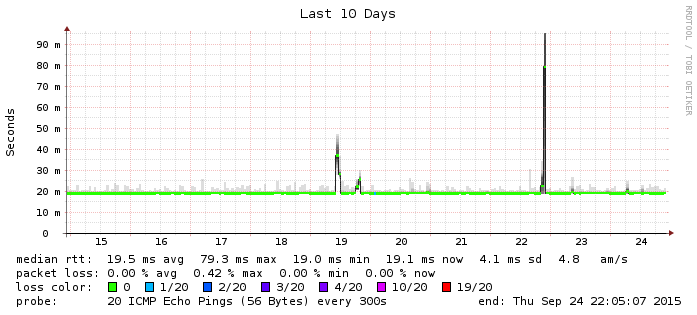 Last 10 Days
RRDTOOL / TOBI OETIKER
Seconds
90 m
80 m
70 m
60 m
50 m
40 m
30 m
20 m
10 m
0
15 16 17 18 19 20 21 22 23 24
median rtt: 19.5 ms avg 79.3 ms max 19.0 ms min 19.1 ms now 4.1 ms sd 4.8 am/s
packet loss: 0.00 % avg 0.42 % max 0.00 % min 0.00 % now
loss color: 0 1/20 2/20 3/20 4/20 10/20 19/20
probe: 20 ICMP Echo Pings (56 Bytes) every 300s end: Thu Sep 24 22:05:07 2015